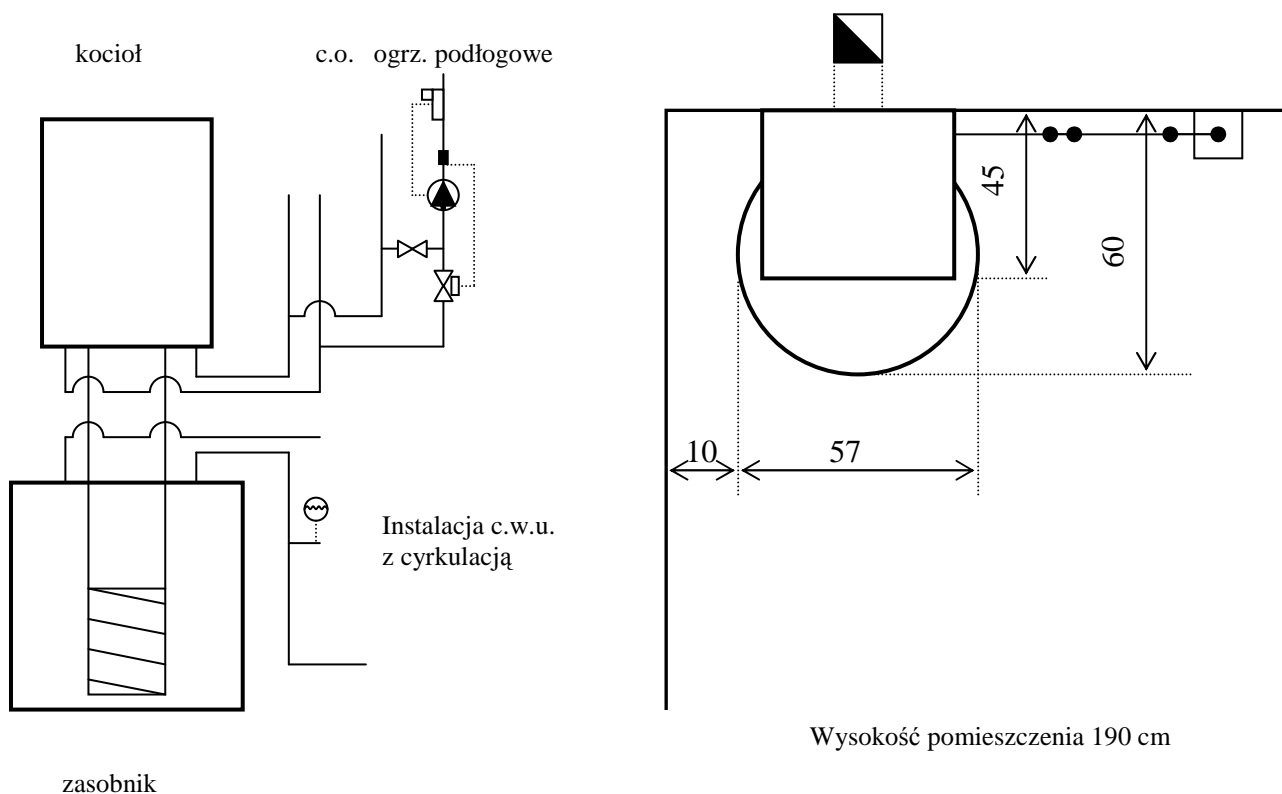 kocioł
c.o. ogrz. podłogowe
Instalacja c.w.u.
z cyrkulacją
zasobnik
45
60
10
57
Wysokość pomieszczenia 190 cm